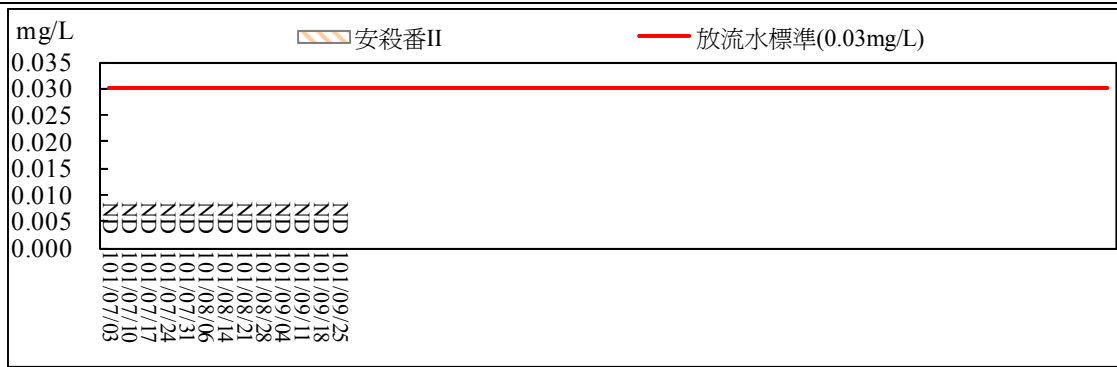 mg/L
安殺番II
放流水標準(0.03mg/L)
0.035
0.030
0.025
0.020
0.015
0.010
0.005
0.000
ND
ND
ND
ND
ND
ND
ND
ND
ND
ND
ND
ND
ND
101/07/03
101/07/10
101/07/17
101/07/24
101/07/31
101/08/06
101/08/14
101/08/21
101/08/28
101/09/04
101/09/11
101/09/18
101/09/25